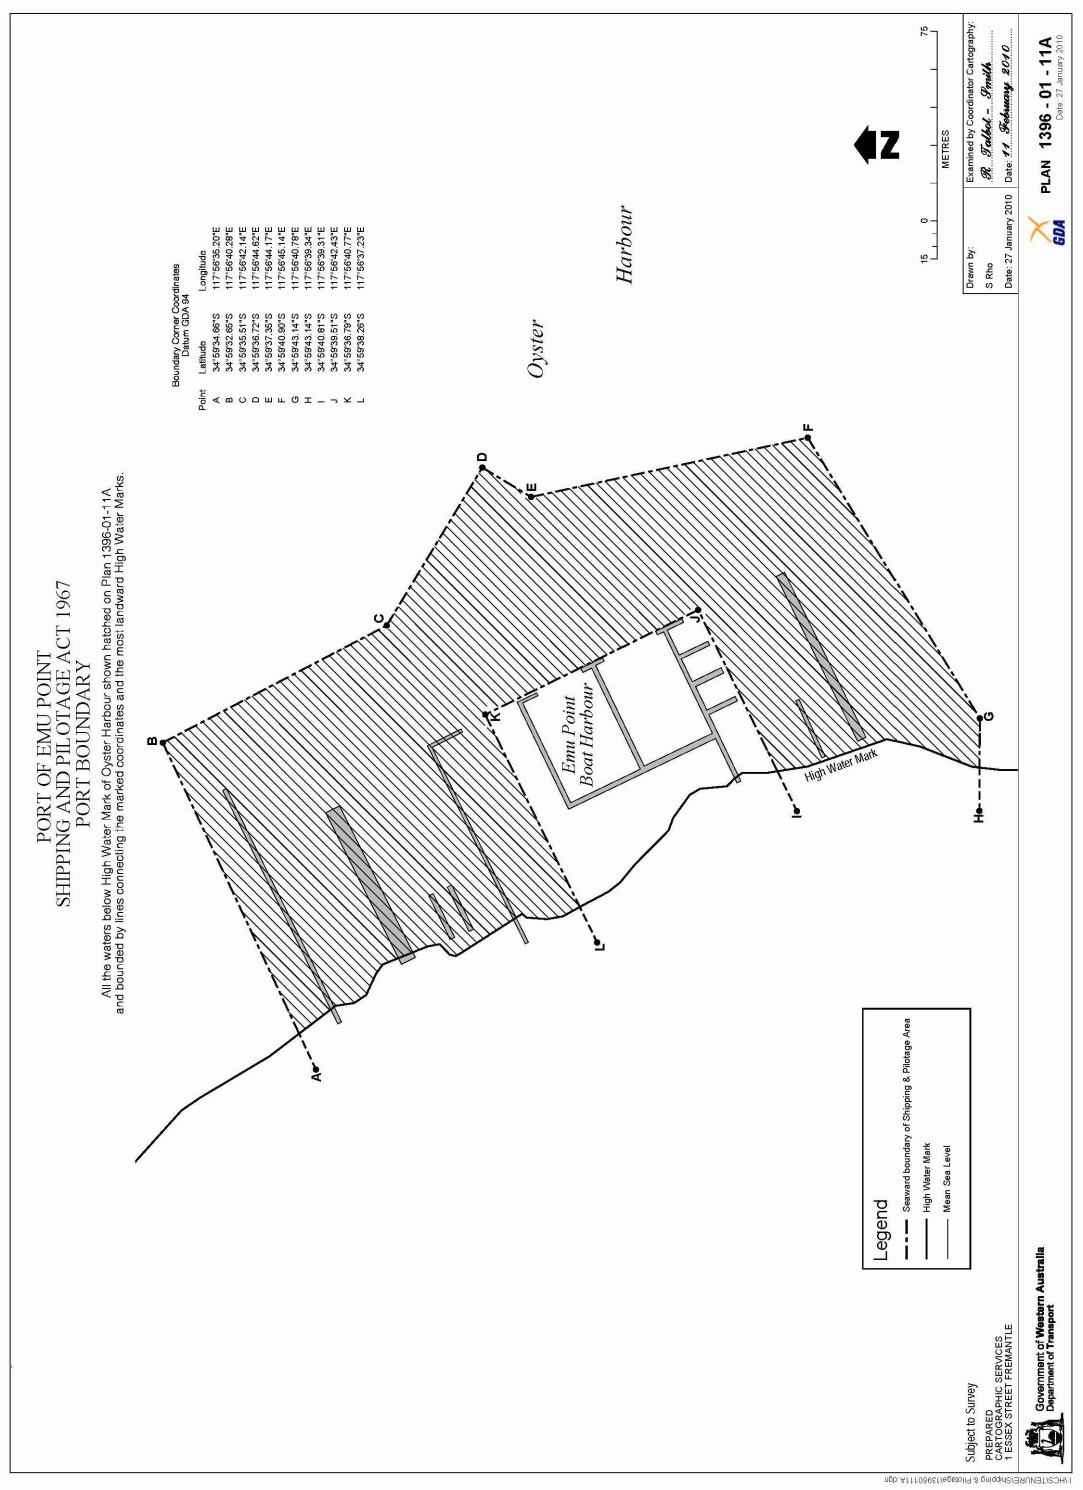 PORT OF EMU POINT
SHIPPING AND PILOTAGE ACT 1967
PORT BOUNDARY
All the waters below High Water Mark of Oyster Harbour shown hatched on Plan 1396-01-11A
and bounded by lines connecting the marked coordinates and the most landward High Water Marks.
Boundary Corner Coordinates
Datum GDA 94
Point Latitude Longitude
A 34°59'34.66"S 117°56'35.20"E
B 34°59'32.65"S 117°56'40.28"E
C 34°59'35.51"S 117°56'42.14"E
D 34°59'36.72"S 117°56'44.62"E
E 34°59'37.35"S 117°56'44.17"E
F 34°59'40.90"S 117°56'45.14"E
G 34°59'43.14"S 117°56'40.78"E
H 34°59'43.14"S 117°56'39.34"E
I 34°59'40.81"S 117°56'39.31"E
J 34°59'39.51"S 117°56'42.43"E
K 34°59'36.79"S 117°56'40.77"E
L 34°59'38.26"S 117°56'37.23"E
B
C
D
E
A
K
J
F
L
I
G
H
Emu Point
Boat Harbour
High Water Mark
Oyster
Harbour
N
15 0 75
METRES
Legend
Seaward boundary of Shipping & Pilotage Area
High Water Mark
Mean Sea Level
Subject to Survey
PREPARED
CARTOGRAPHIC SERVICES
1 ESSEX STREET FREMANTLE
Drawn by:
S Rho
Date: 27 January 2010
Examined by Coordinator Cartography:
R Talbot - Smith
Date: 11 February 2010
Government of Western Australia
Department of Transport
GDA
PLAN 1396 - 01 - 11A
Date: 27 January 2010
I:\HCS\TENURE\Shipping & Pilotage\13960111A.dgn